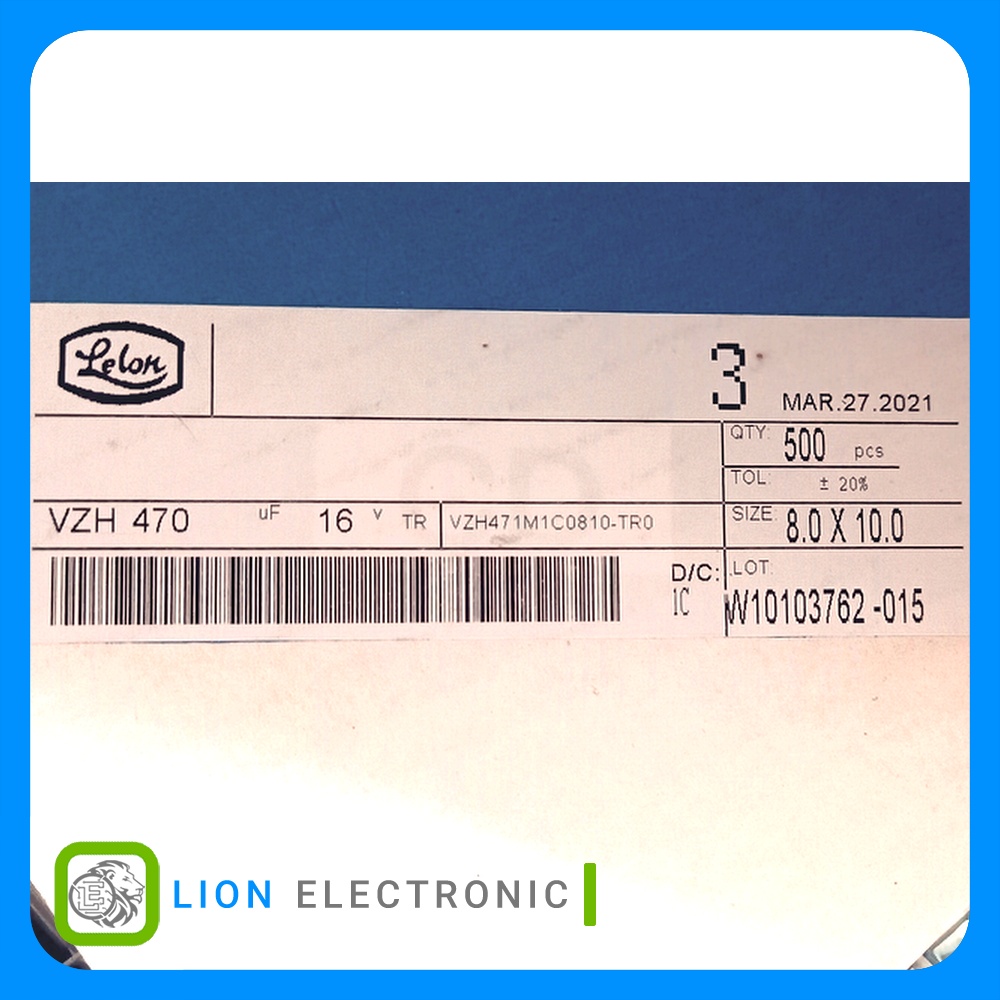 Lelon
3
MAR.27.2021
QTY: 500 pcs
TOL: ± 20%
VZH 470 uF 16 V TR VZH471M1C0810-TR0
SIZE: 8.0 X 10.0
D/C: LOT:
1C W10103762 -015
LION ELECTRONIC